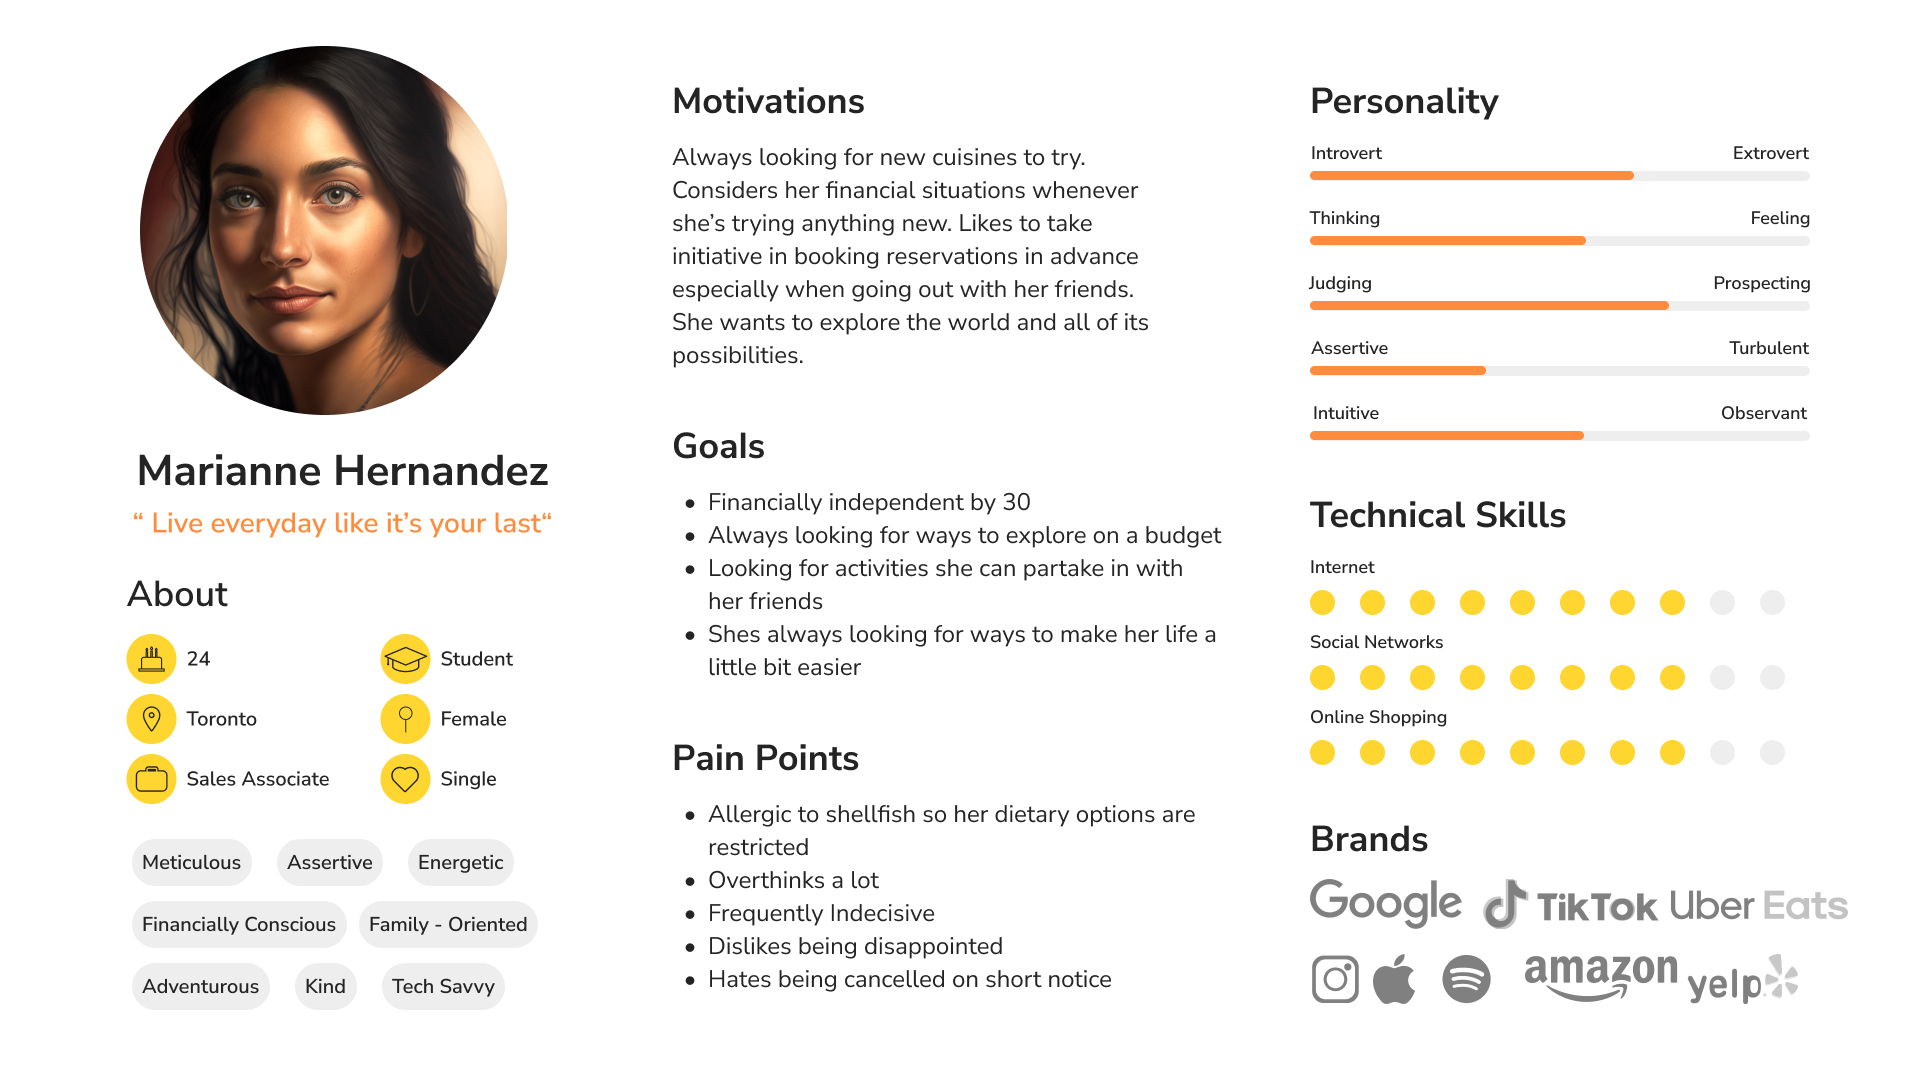 Marianne Hernandez
“ Live everyday like it’s your last“
About
24
Student
Toronto
Female
Sales Associate
Single
Meticulous
Assertive
Energetic
Financially Conscious
Family - Oriented
Adventurous
Kind
Tech Savvy
Motivations
Always looking for new cuisines to try.
Considers her financial situations whenever
she’s trying anything new. Likes to take
initiative in booking reservations in advance
especially when going out with her friends.
She wants to explore the world and all of its
possibilities.
Goals
• Financially independent by 30
• Always looking for ways to explore on a budget
• Looking for activities she can partake in with
her friends
• Shes always looking for ways to make her life a
little bit easier
Pain Points
• Allergic to shellfish so her dietary options are
restricted
• Overthinks a lot
• Frequently Indecisive
• Dislikes being disappointed
• Hates being cancelled on short notice
Personality
Introvert
Extrovert
Thinking
Feeling
Judging
Prospecting
Assertive
Turbulent
Intuitive
Observant
Technical Skills
Internet
Social Networks
Online Shopping
Brands
Google
TikTok
Uber Eats
amazon
yelp